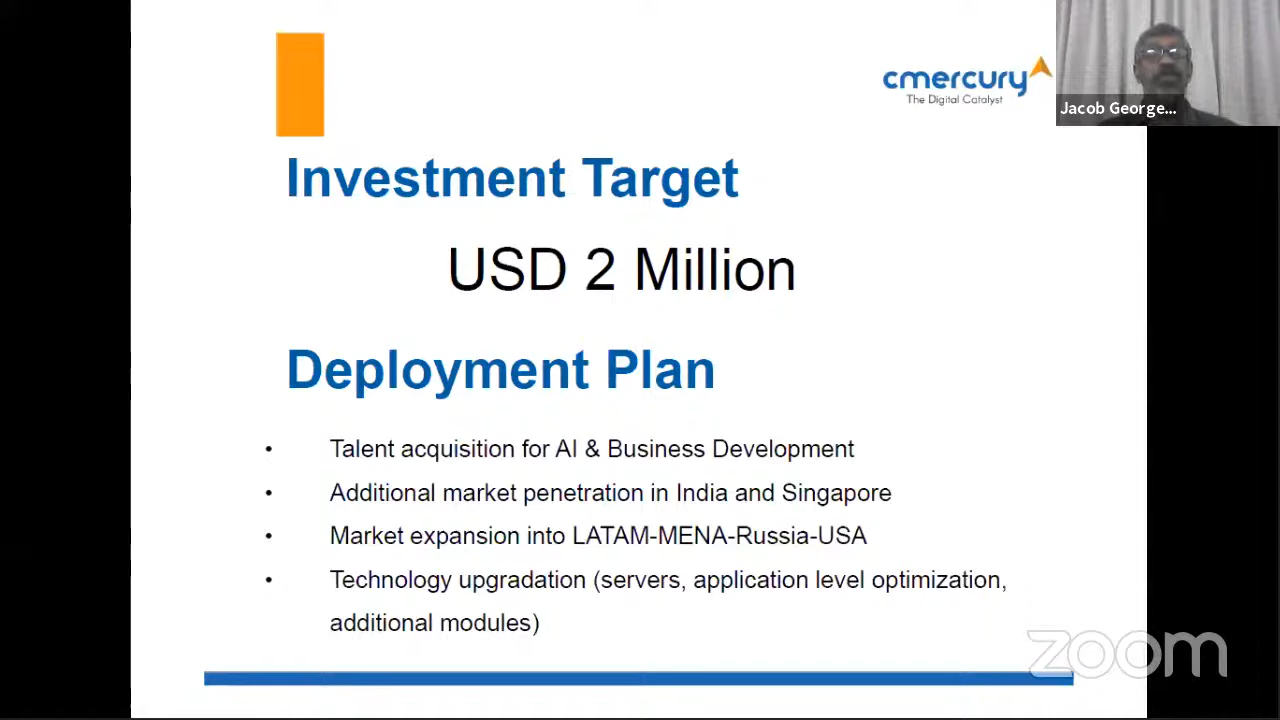 cmercury
The Digital Catalyst
Jacob George...
Investment Target
USD 2 Million
Deployment Plan
• Talent acquisition for AI & Business Development
• Additional market penetration in India and Singapore
• Market expansion into LATAM-MENA-Russia-USA
• Technology upgradation (servers, application level optimization,
additional modules)
zoom